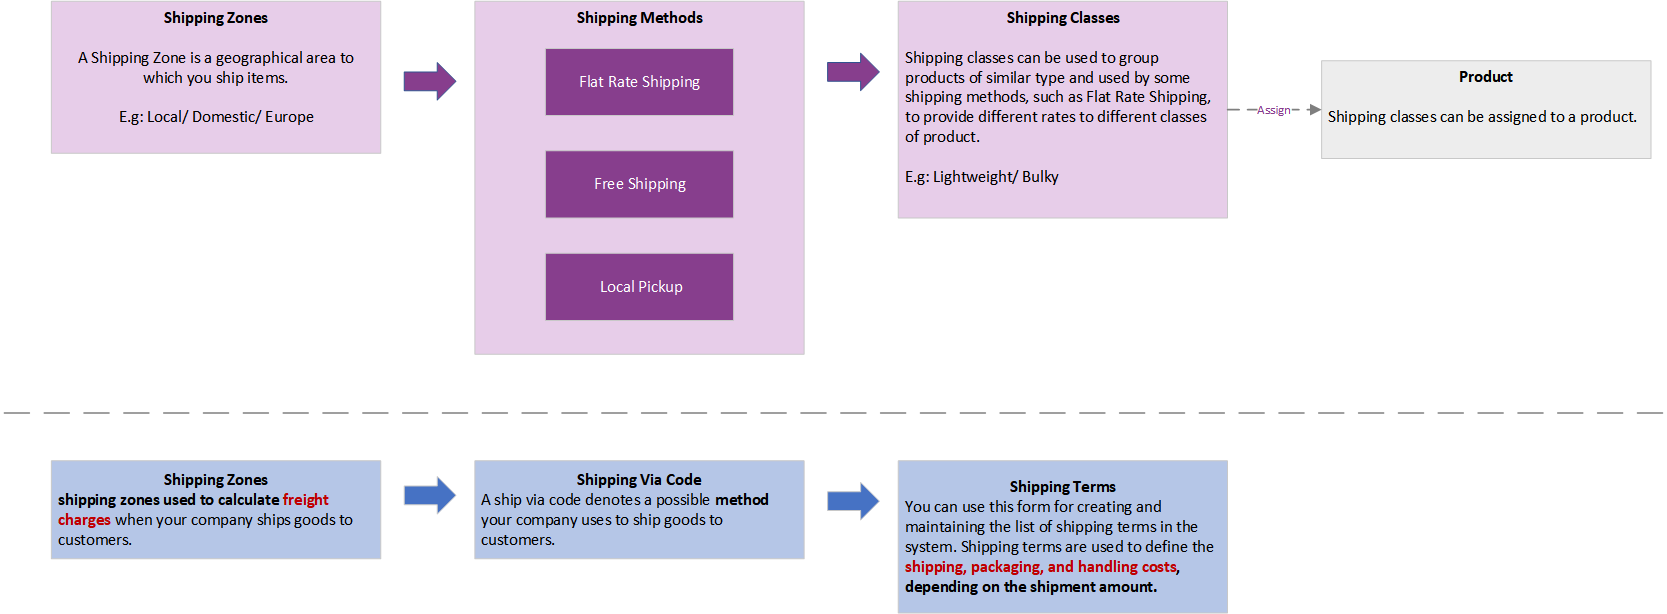 Shipping Zones
A Shipping Zone is a geographical area to
which you ship items.
E.g: Local/ Domestic/ Europe
Shipping Methods
Flat Rate Shipping
Free Shipping
Local Pickup
Shipping Classes
Shipping classes can be used to group
products of similar type and used by some
shipping methods, such as Flat Rate Shipping,
to provide different rates to different classes
of product.
E.g: Lightweight/ Bulky
Assign
Product
Shipping classes can be assigned to a product.
Shipping Zones
shipping zones used to calculate freight
charges when your company ships goods to
customers.
Shipping Via Code
A ship via code denotes a possible method
your company uses to ship goods to
customers.
Shipping Terms
You can use this form for creating and
maintaining the list of shipping terms in the
system. Shipping terms are used to define the
shipping, packaging, and handling costs,
depending on the shipment amount.